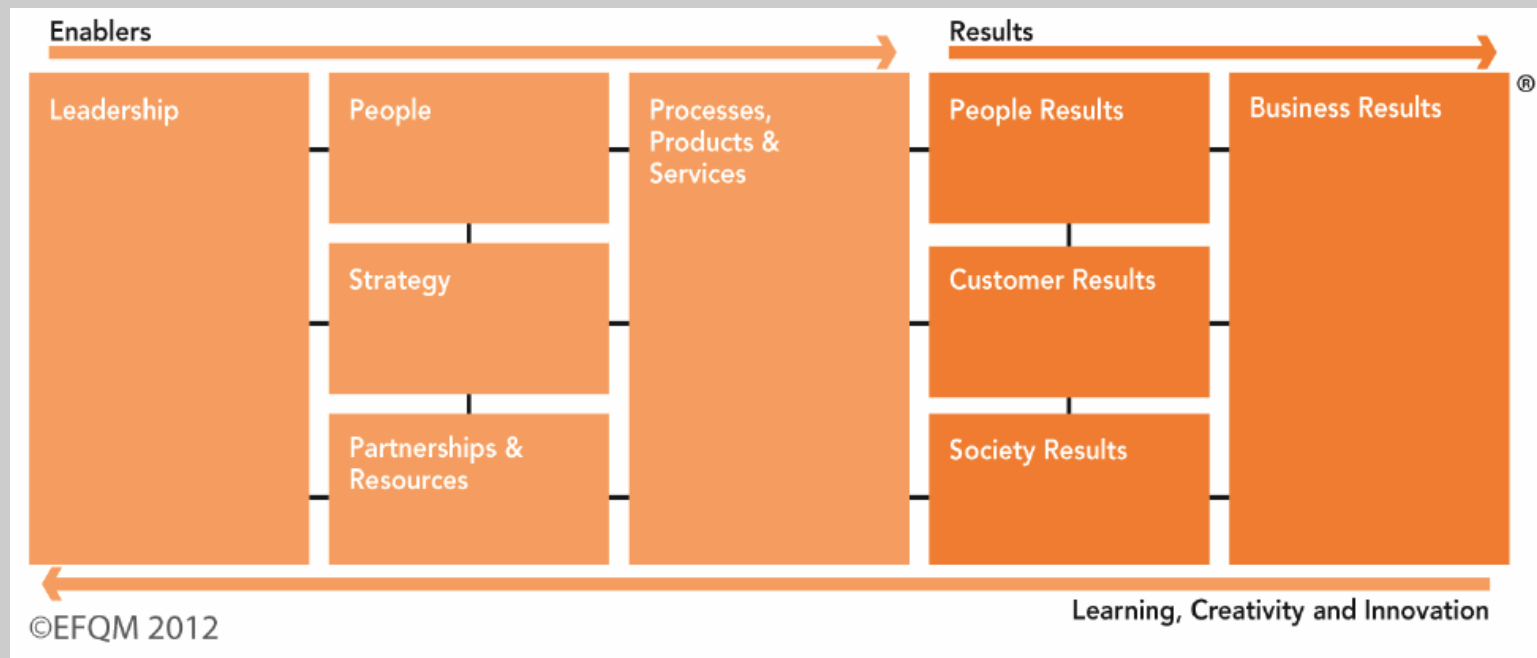 Enablers
Results
®
Leadership
People
Processes,
Products &
Services
People Results
Business Results
Strategy
Customer Results
Partnerships &
Resources
Society Results
Learning, Creativity and Innovation
©EFQM 2012